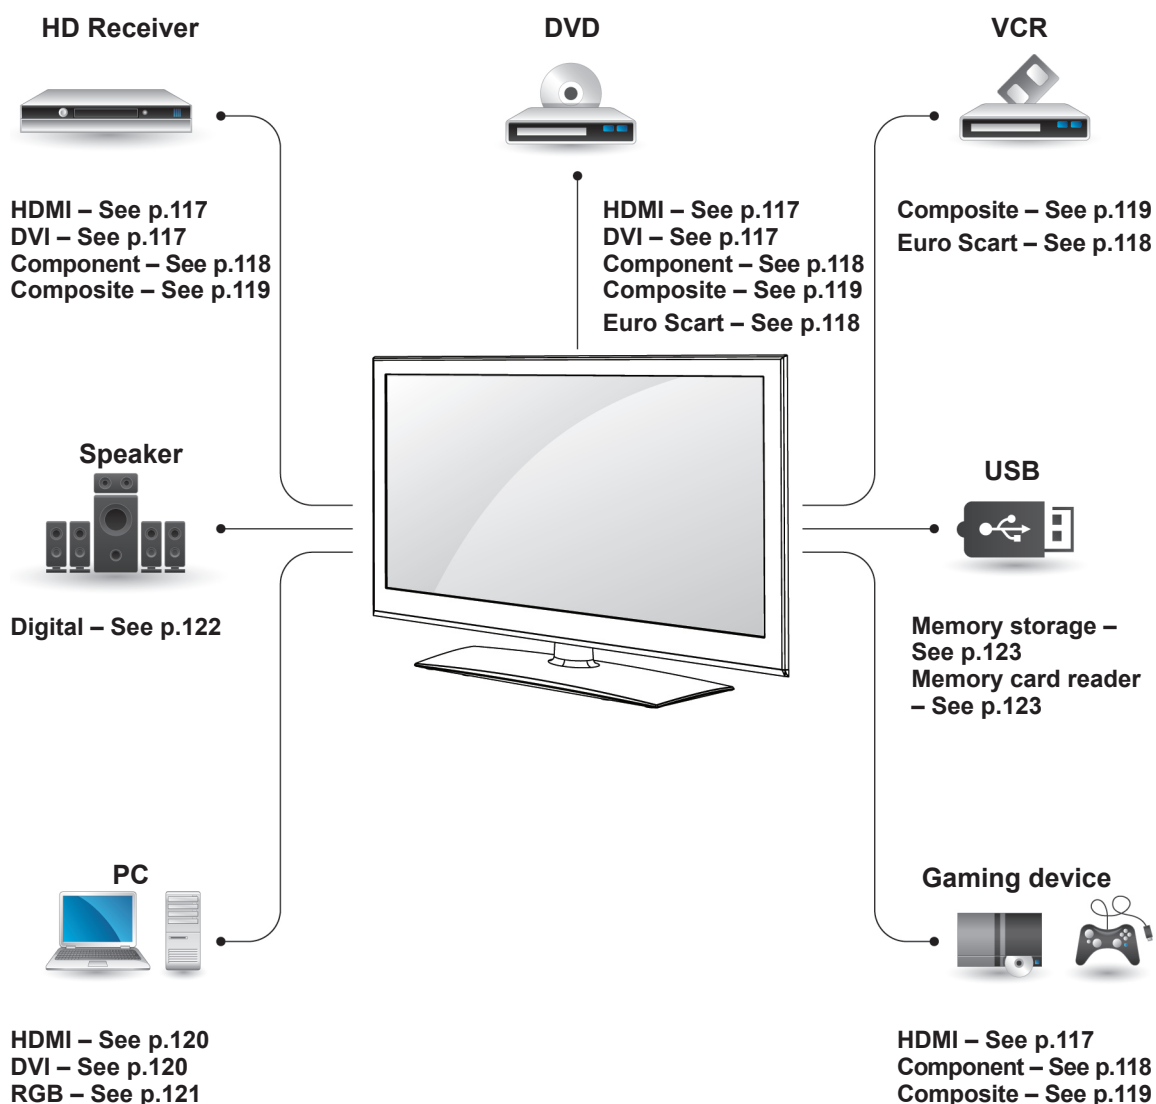 HD Receiver
HDMI – See p.117
DVI – See p.117
Component – See p.118
Composite – See p.119
DVD
HDMI – See p.117
DVI – See p.117
Component – See p.118
Composite – See p.119
Euro Scart – See p.118
VCR
Composite – See p.119
Euro Scart – See p.118
Speaker
Digital – See p.122
USB
Memory storage –
See p.123
Memory card reader
– See p.123
PC
HDMI – See p.120
DVI – See p.120
RGB – See p.121
Gaming device
HDMI – See p.117
Component – See p.118
Composite – See p.119